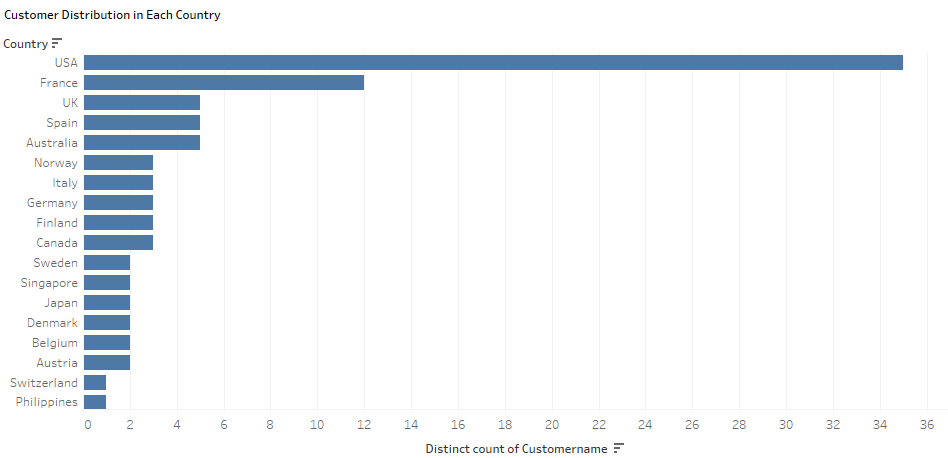 Customer Distribution in Each Country
Country
USA
France
UK
Spain
Australia
Norway
Italy
Germany
Finland
Canada
Sweden
Singapore
Japan
Denmark
Belgium
Austria
Switzerland
Philippines
0 2 4 6 8 10 12 14 16 18 20 22 24 26 28 30 32 34 36
Distinct count of Customername